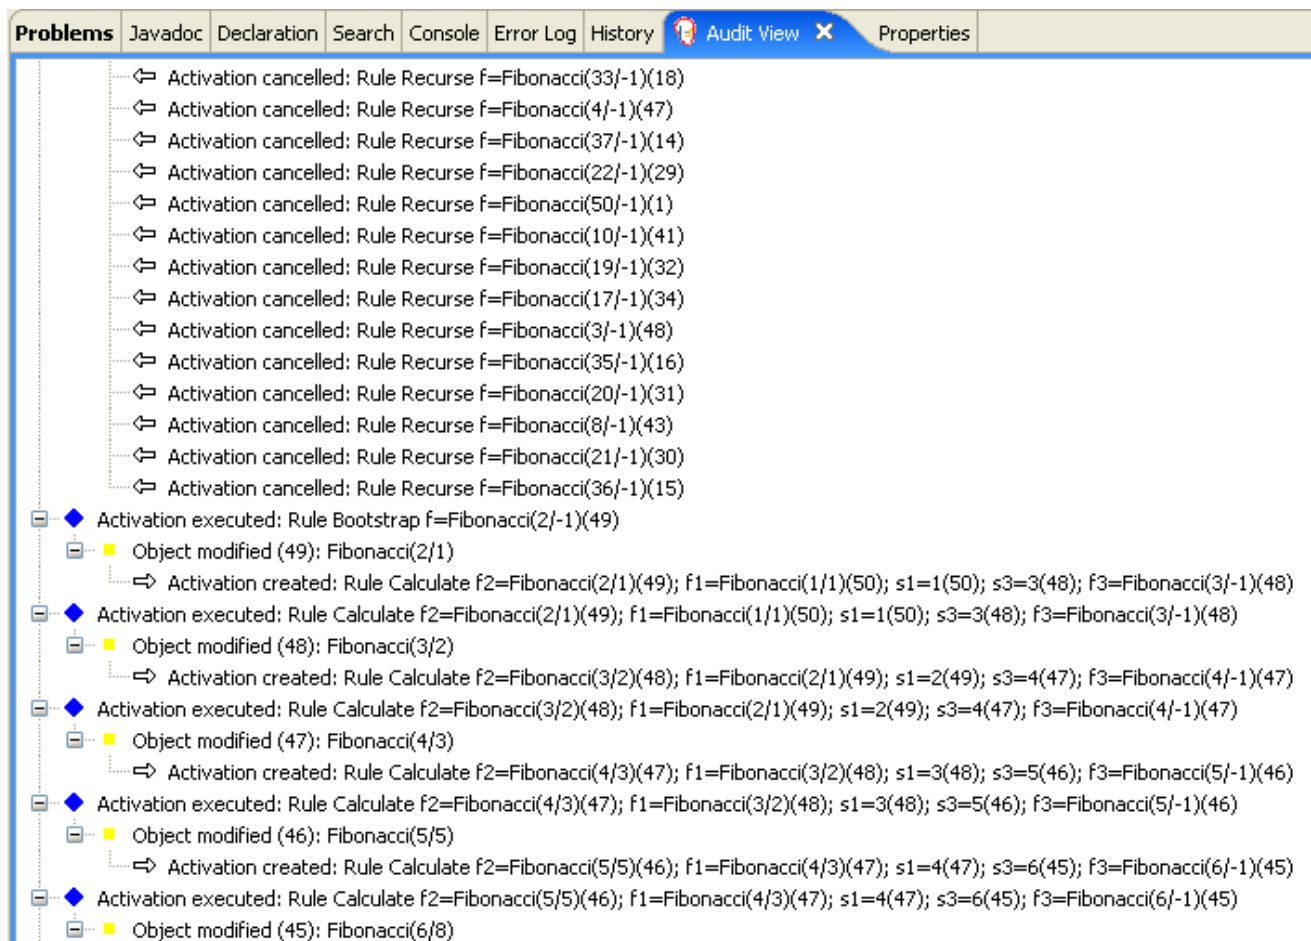 Problems Javadoc Declaration Search Console Error Log History Audit View Properties
Activation cancelled: Rule Recurse f=Fibonacci(33/-1)(18)
Activation cancelled: Rule Recurse f=Fibonacci(4/-1)(47)
Activation cancelled: Rule Recurse f=Fibonacci(37/-1)(14)
Activation cancelled: Rule Recurse f=Fibonacci(22/-1)(29)
Activation cancelled: Rule Recurse f=Fibonacci(50/-1)(1)
Activation cancelled: Rule Recurse f=Fibonacci(10/-1)(41)
Activation cancelled: Rule Recurse f=Fibonacci(19/-1)(32)
Activation cancelled: Rule Recurse f=Fibonacci(17/-1)(34)
Activation cancelled: Rule Recurse f=Fibonacci(3/-1)(48)
Activation cancelled: Rule Recurse f=Fibonacci(35/-1)(16)
Activation cancelled: Rule Recurse f=Fibonacci(20/-1)(31)
Activation cancelled: Rule Recurse f=Fibonacci(8/-1)(43)
Activation cancelled: Rule Recurse f=Fibonacci(21/-1)(30)
Activation cancelled: Rule Recurse f=Fibonacci(36/-1)(15)
Activation executed: Rule Bootstrap f=Fibonacci(2/-1)(49)
Object modified (49): Fibonacci(2/1)
Activation created: Rule Calculate f2=Fibonacci(2/1)(49); f1=Fibonacci(1/1)(50); s1=1(50); s3=3(48); f3=Fibonacci(3/-1)(48)
Activation executed: Rule Calculate f2=Fibonacci(2/1)(49); f1=Fibonacci(1/1)(50); s1=1(50); s3=3(48); f3=Fibonacci(3/-1)(48)
Object modified (48): Fibonacci(3/2)
Activation created: Rule Calculate f2=Fibonacci(3/2)(48); f1=Fibonacci(2/1)(49); s1=2(49); s3=4(47); f3=Fibonacci(4/-1)(47)
Activation executed: Rule Calculate f2=Fibonacci(3/2)(48); f1=Fibonacci(2/1)(49); s1=2(49); s3=4(47); f3=Fibonacci(4/-1)(47)
Object modified (47): Fibonacci(4/3)
Activation created: Rule Calculate f2=Fibonacci(4/3)(47); f1=Fibonacci(3/2)(48); s1=3(48); s3=5(46); f3=Fibonacci(5/-1)(46)
Activation executed: Rule Calculate f2=Fibonacci(4/3)(47); f1=Fibonacci(3/2)(48); s1=3(48); s3=5(46); f3=Fibonacci(5/-1)(46)
Object modified (46): Fibonacci(5/5)
Activation created: Rule Calculate f2=Fibonacci(5/5)(46); f1=Fibonacci(4/3)(47); s1=4(47); s3=6(45); f3=Fibonacci(6/-1)(45)
Activation executed: Rule Calculate f2=Fibonacci(5/5)(46); f1=Fibonacci(4/3)(47); s1=4(47); s3=6(45); f3=Fibonacci(6/-1)(45)
Object modified (45): Fibonacci(6/8)